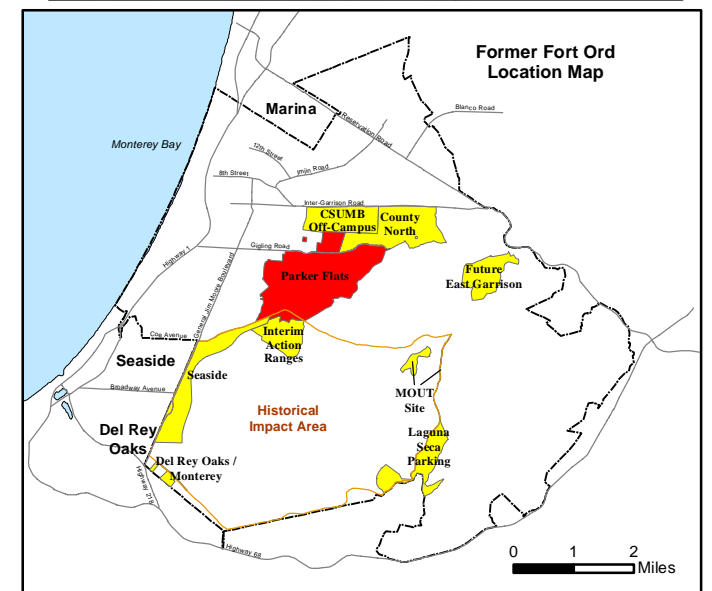 Former Fort Ord
Location Map
Marina
Blanco Road
Reservation Road
Monterey Bay
12th Street
Imjin Road
8th Street
Inter-Garrison Road
CSUMB
Off-Campus
County
North
Gigling Road
Highway 1
General Jim Moore Boulevard
Parker Flats
Future
East Garrison
Coe Avenue
Interim
Action
Ranges
Seaside
Seaside
Broadway Avenue
MOUT
Site
Historical
Impact Area
Del Rey
Oaks
Laguna
Seca
Parking
Del Rey Oaks /
Monterey
Highway 218
Highway 68
0 1 2
Miles